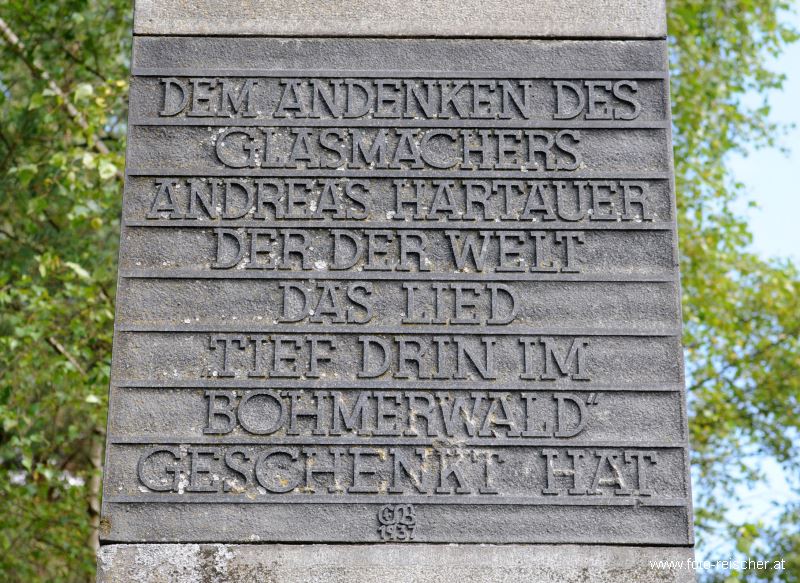 DEM ANDENKEN DES
GLASMACHERS
ANDREAS HARTAUER
DER DER WELT
DAS LIED
„TIEF DRIN IM
BÖHMERWALD“
GESCHENKT HAT
1937
www.foto-reischer.at